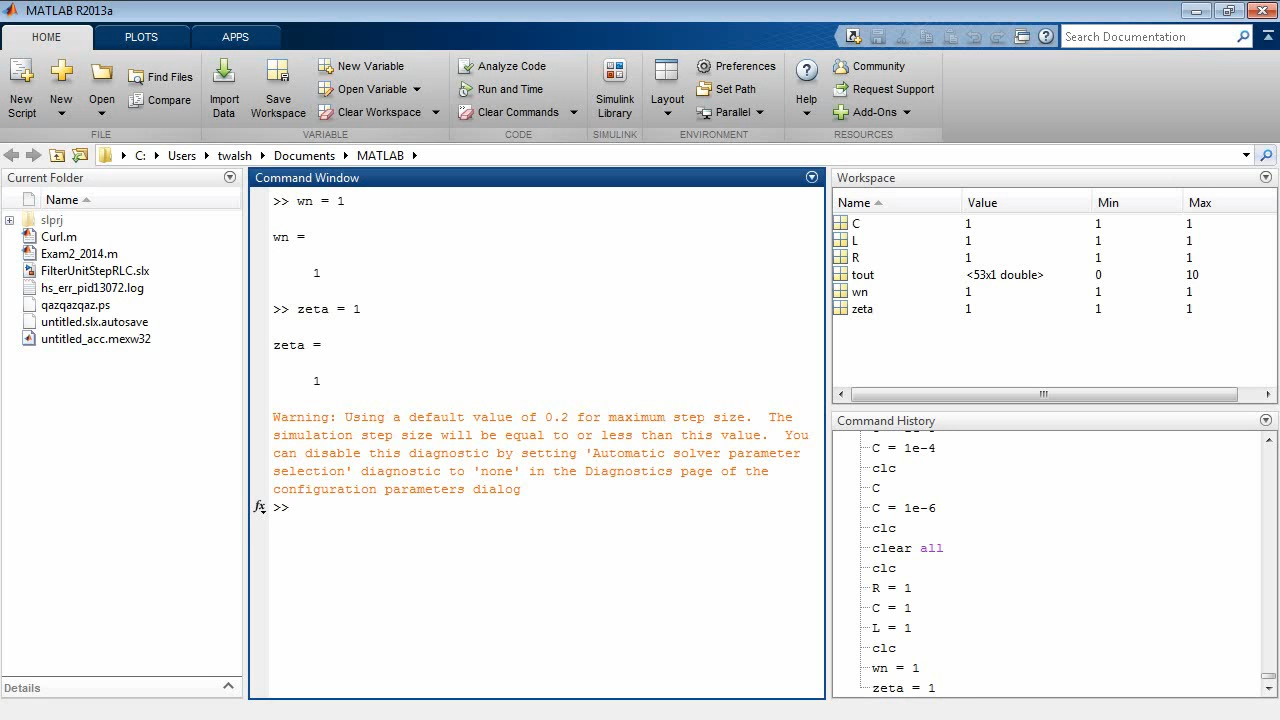 MATLAB R2013a
HOME PLOTS APPS
Search Documentation
New Script
New
Open
Find Files
Compare
FILE
Import Data
Save Workspace
New Variable
Open Variable
Clear Workspace
VARIABLE
Analyze Code
Run and Time
Clear Commands
CODE
Simulink Library
SIMULINK
Layout
Preferences
Set Path
Parallel
ENVIRONMENT
Help
Community
Request Support
Add-Ons
RESOURCES
C: Users twalsh Documents MATLAB
Current Folder
Name
slprj
Curl.m
Exam2_2014.m
FilterUnitStepRLC.slx
hs_err_pid13072.log
qazqazqaz.ps
untitled.slx.autosave
untitled_acc.mexw32
Details
Command Window
>> wn = 1
wn =
1
>> zeta = 1
zeta =
1
Warning: Using a default value of 0.2 for maximum step size. The
simulation step size will be equal to or less than this value. You
can disable this diagnostic by setting 'Automatic solver parameter
selection' diagnostic to 'none' in the Diagnostics page of the
configuration parameters dialog
fx >>
Workspace
Name Value Min Max
C 1 1 1
L 1 1 1
R 1 1 1
tout <53x1 double> 0 10
wn 1 1 1
zeta 1 1 1
Command History
C = 1e-4
clc
C
C = 1e-6
clc
clear all
clc
R = 1
C = 1
L = 1
clc
wn = 1
zeta = 1